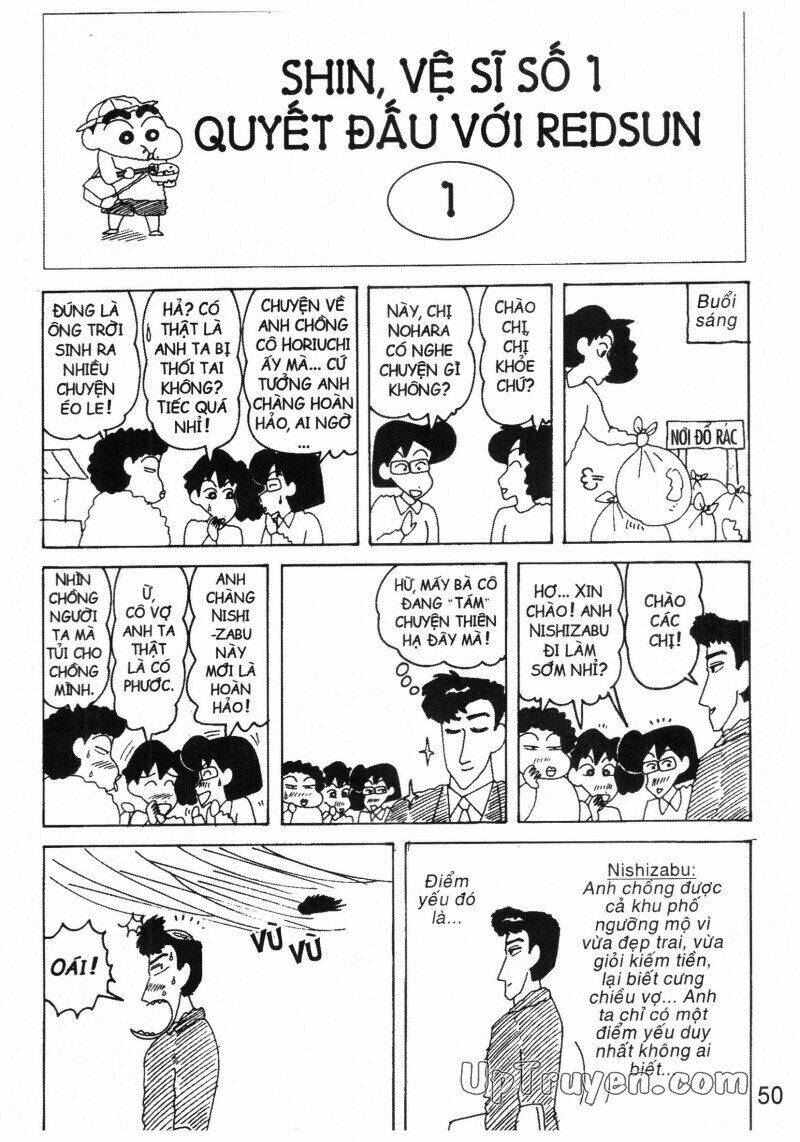 SHIN, VỆ SĨ SỐ 1
QUYẾT ĐẤU VỚI REDSUN
1
Buổi
sáng
NƠI ĐỔ RÁC
CHÀO
CHỊ,
CHỊ
KHỎE
CHỨ?
NÀY, CHỊ
NOHARA
CÓ NGHE
CHUYỆN GÌ
KHÔNG?
CHUYỆN VỀ
ANH CHỒNG
CÔ HORIUCHI
ẤY MÀ... CỨ
TƯỞNG ANH
CHÀNG HOÀN
HẢO, AI NGỜ
...
HẢ? CÓ
THẬT LÀ
ANH TA BỊ
THỐI TAI
KHÔNG?
TIẾC QUÁ
NHỈ!
ĐÚNG LÀ
ÔNG TRỜI
SINH RA
NHIỀU
CHUYỆN
ÉO LE!
CHÀO
CÁC
CHỊ!
HƠ... XIN
CHÀO! ANH
NISHIZABU
ĐI LÀM
SỚM NHỈ?
HỪ, MẤY BÀ CÔ
ĐANG "TÁM"
CHUYỆN THIÊN
HẠ ĐÂY MÀ!
ANH
CHÀNG
NISHI
-ZABU
NÀY
MỚI LÀ
HOÀN
HẢO!
Ừ,
CÔ VỢ
ANH TA
THẬT
LÀ CÓ
PHƯỚC.
NHÌN
CHỒNG
NGƯỜI
TA MÀ
TỦI CHO
CHỒNG
MÌNH.
Nishizabu:
Anh chồng được
cả khu phố
ngưỡng mộ vì
vừa đẹp trai, vừa
giỏi kiếm tiền,
lại biết cưng
chiều vợ... Anh
ta chỉ có một
điểm yếu duy
nhất không ai
biết...
Điểm
yếu đó
là...
VÙ
VÙ
OÁI!
UpTruyen.com
50